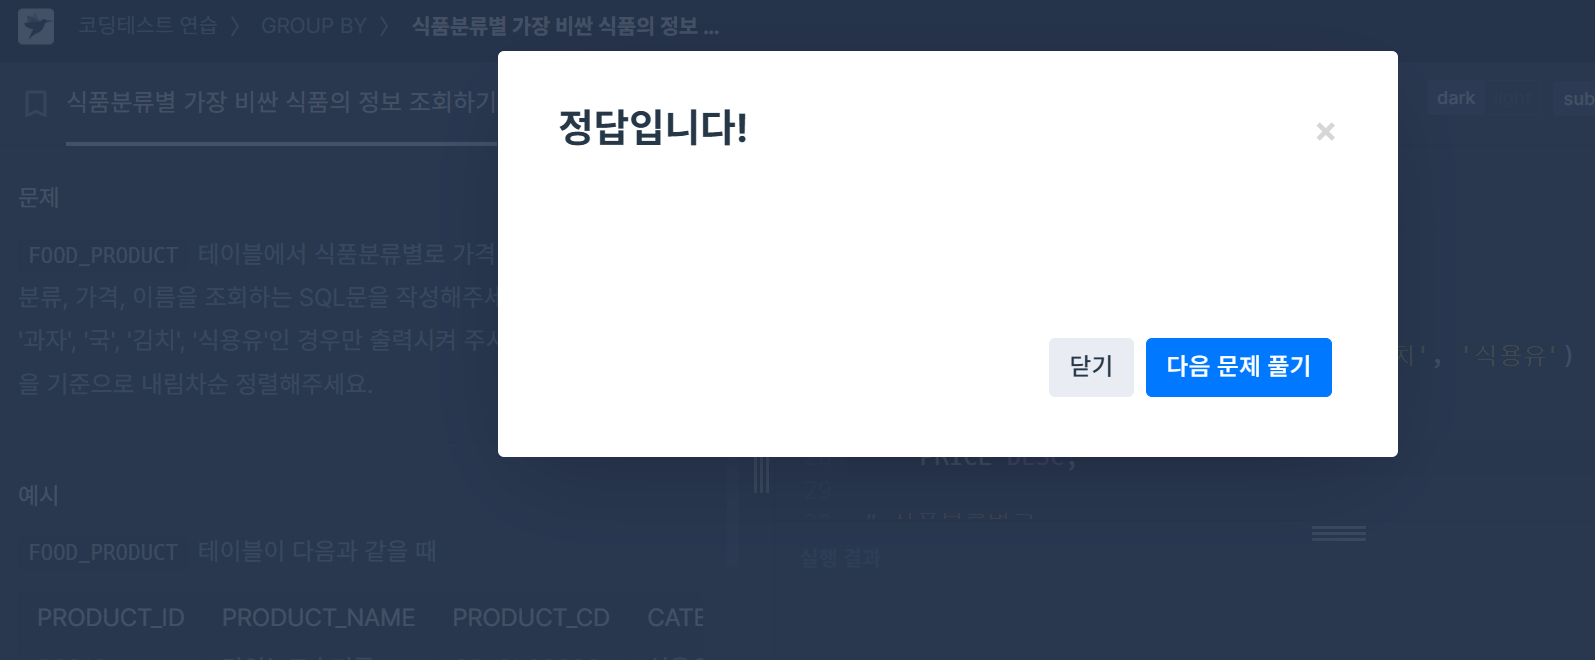 코딩테스트 연습 〉 GROUP BY 〉 식품분류별 가장 비싼 식품의 정보 ...
식품분류별 가장 비싼 식품의 정보 조회하기
dark light sub
정답입니다!
×
문제
FOOD_PRODUCT 테이블에서 식품분류별로 가격
분류, 가격, 이름을 조회하는 SQL문을 작성해주세
'과자', '국', '김치', '식용유'인 경우만 출력시켜 주시
을 기준으로 내림차순 정렬해주세요.
치', '식용유')
닫기 다음 문제 풀기
PRICE DESC;
29
예시
# 식품분류별로
실행 결과
FOOD_PRODUCT 테이블이 다음과 같을 때
PRODUCT_ID PRODUCT_NAME PRODUCT_CD CATE